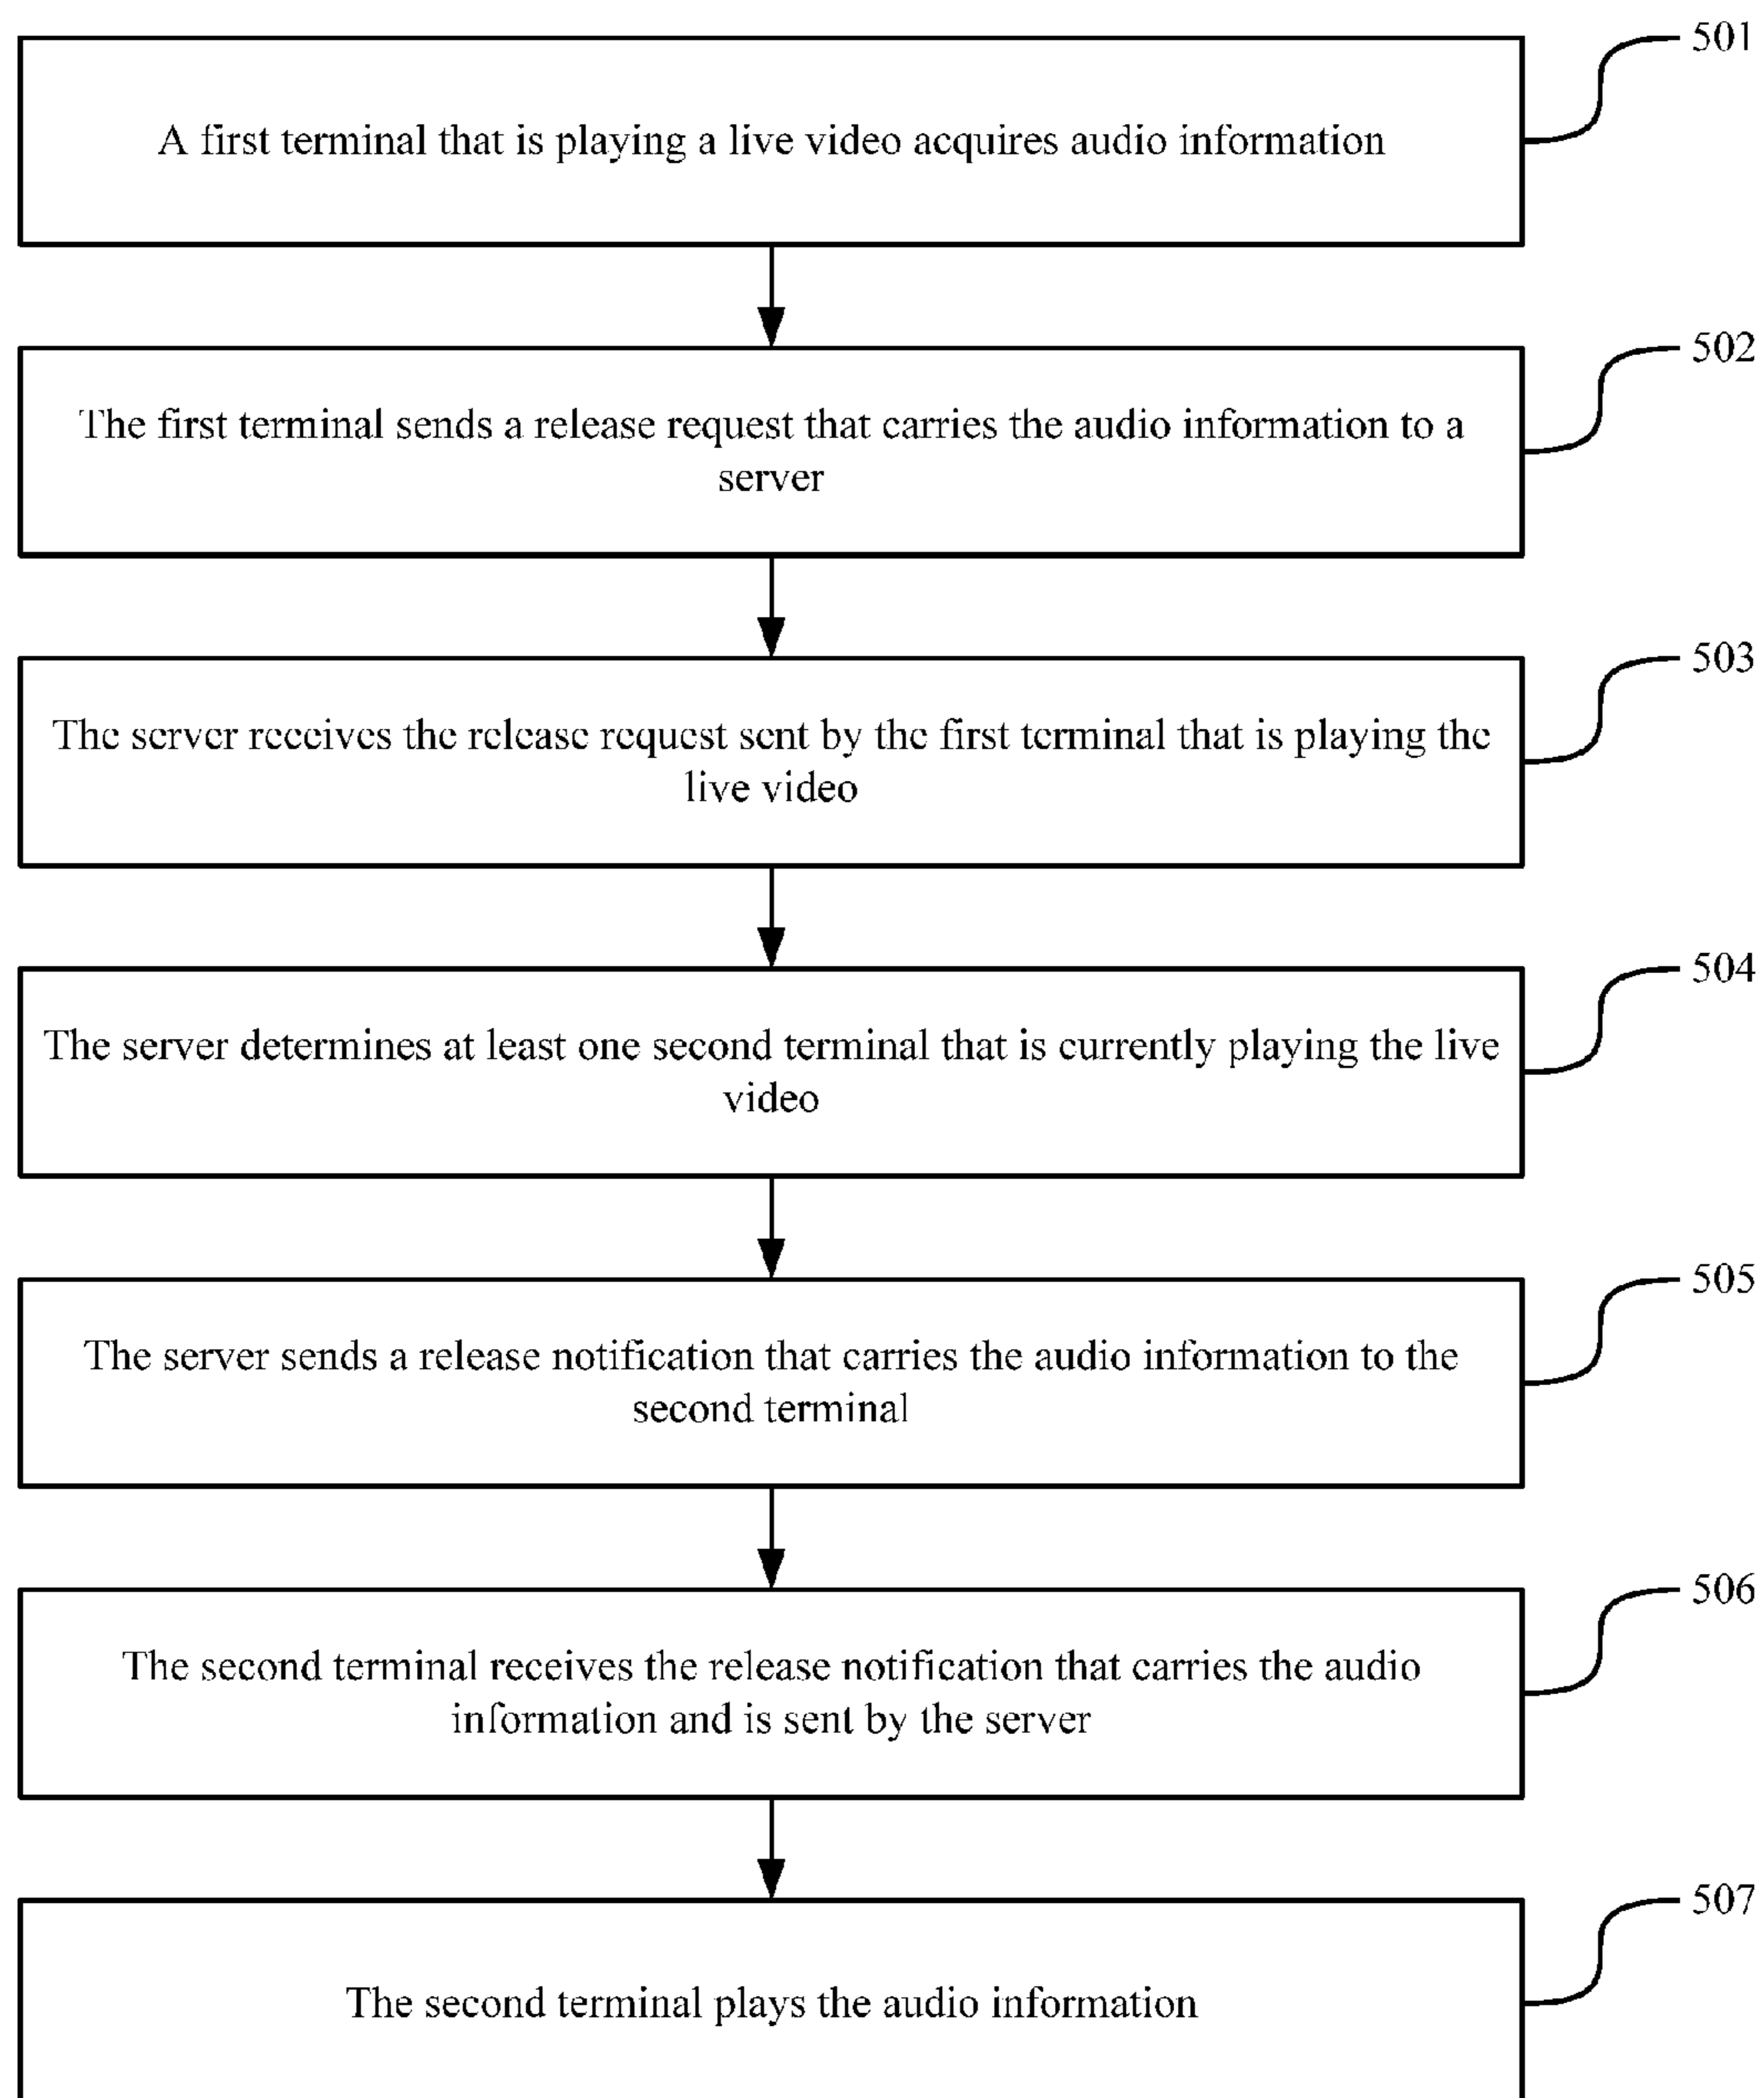 501
A first terminal that is playing a live video acquires audio information
502
The first terminal sends a release request that carries the audio information to a
server
503
The server receives the release request sent by the first terminal that is playing the
live video
504
The server determines at least one second terminal that is currently playing the live
video
505
The server sends a release notification that carries the audio information to the
second terminal
506
The second terminal receives the release notification that carries the audio
information and is sent by the server
507
The second terminal plays the audio information